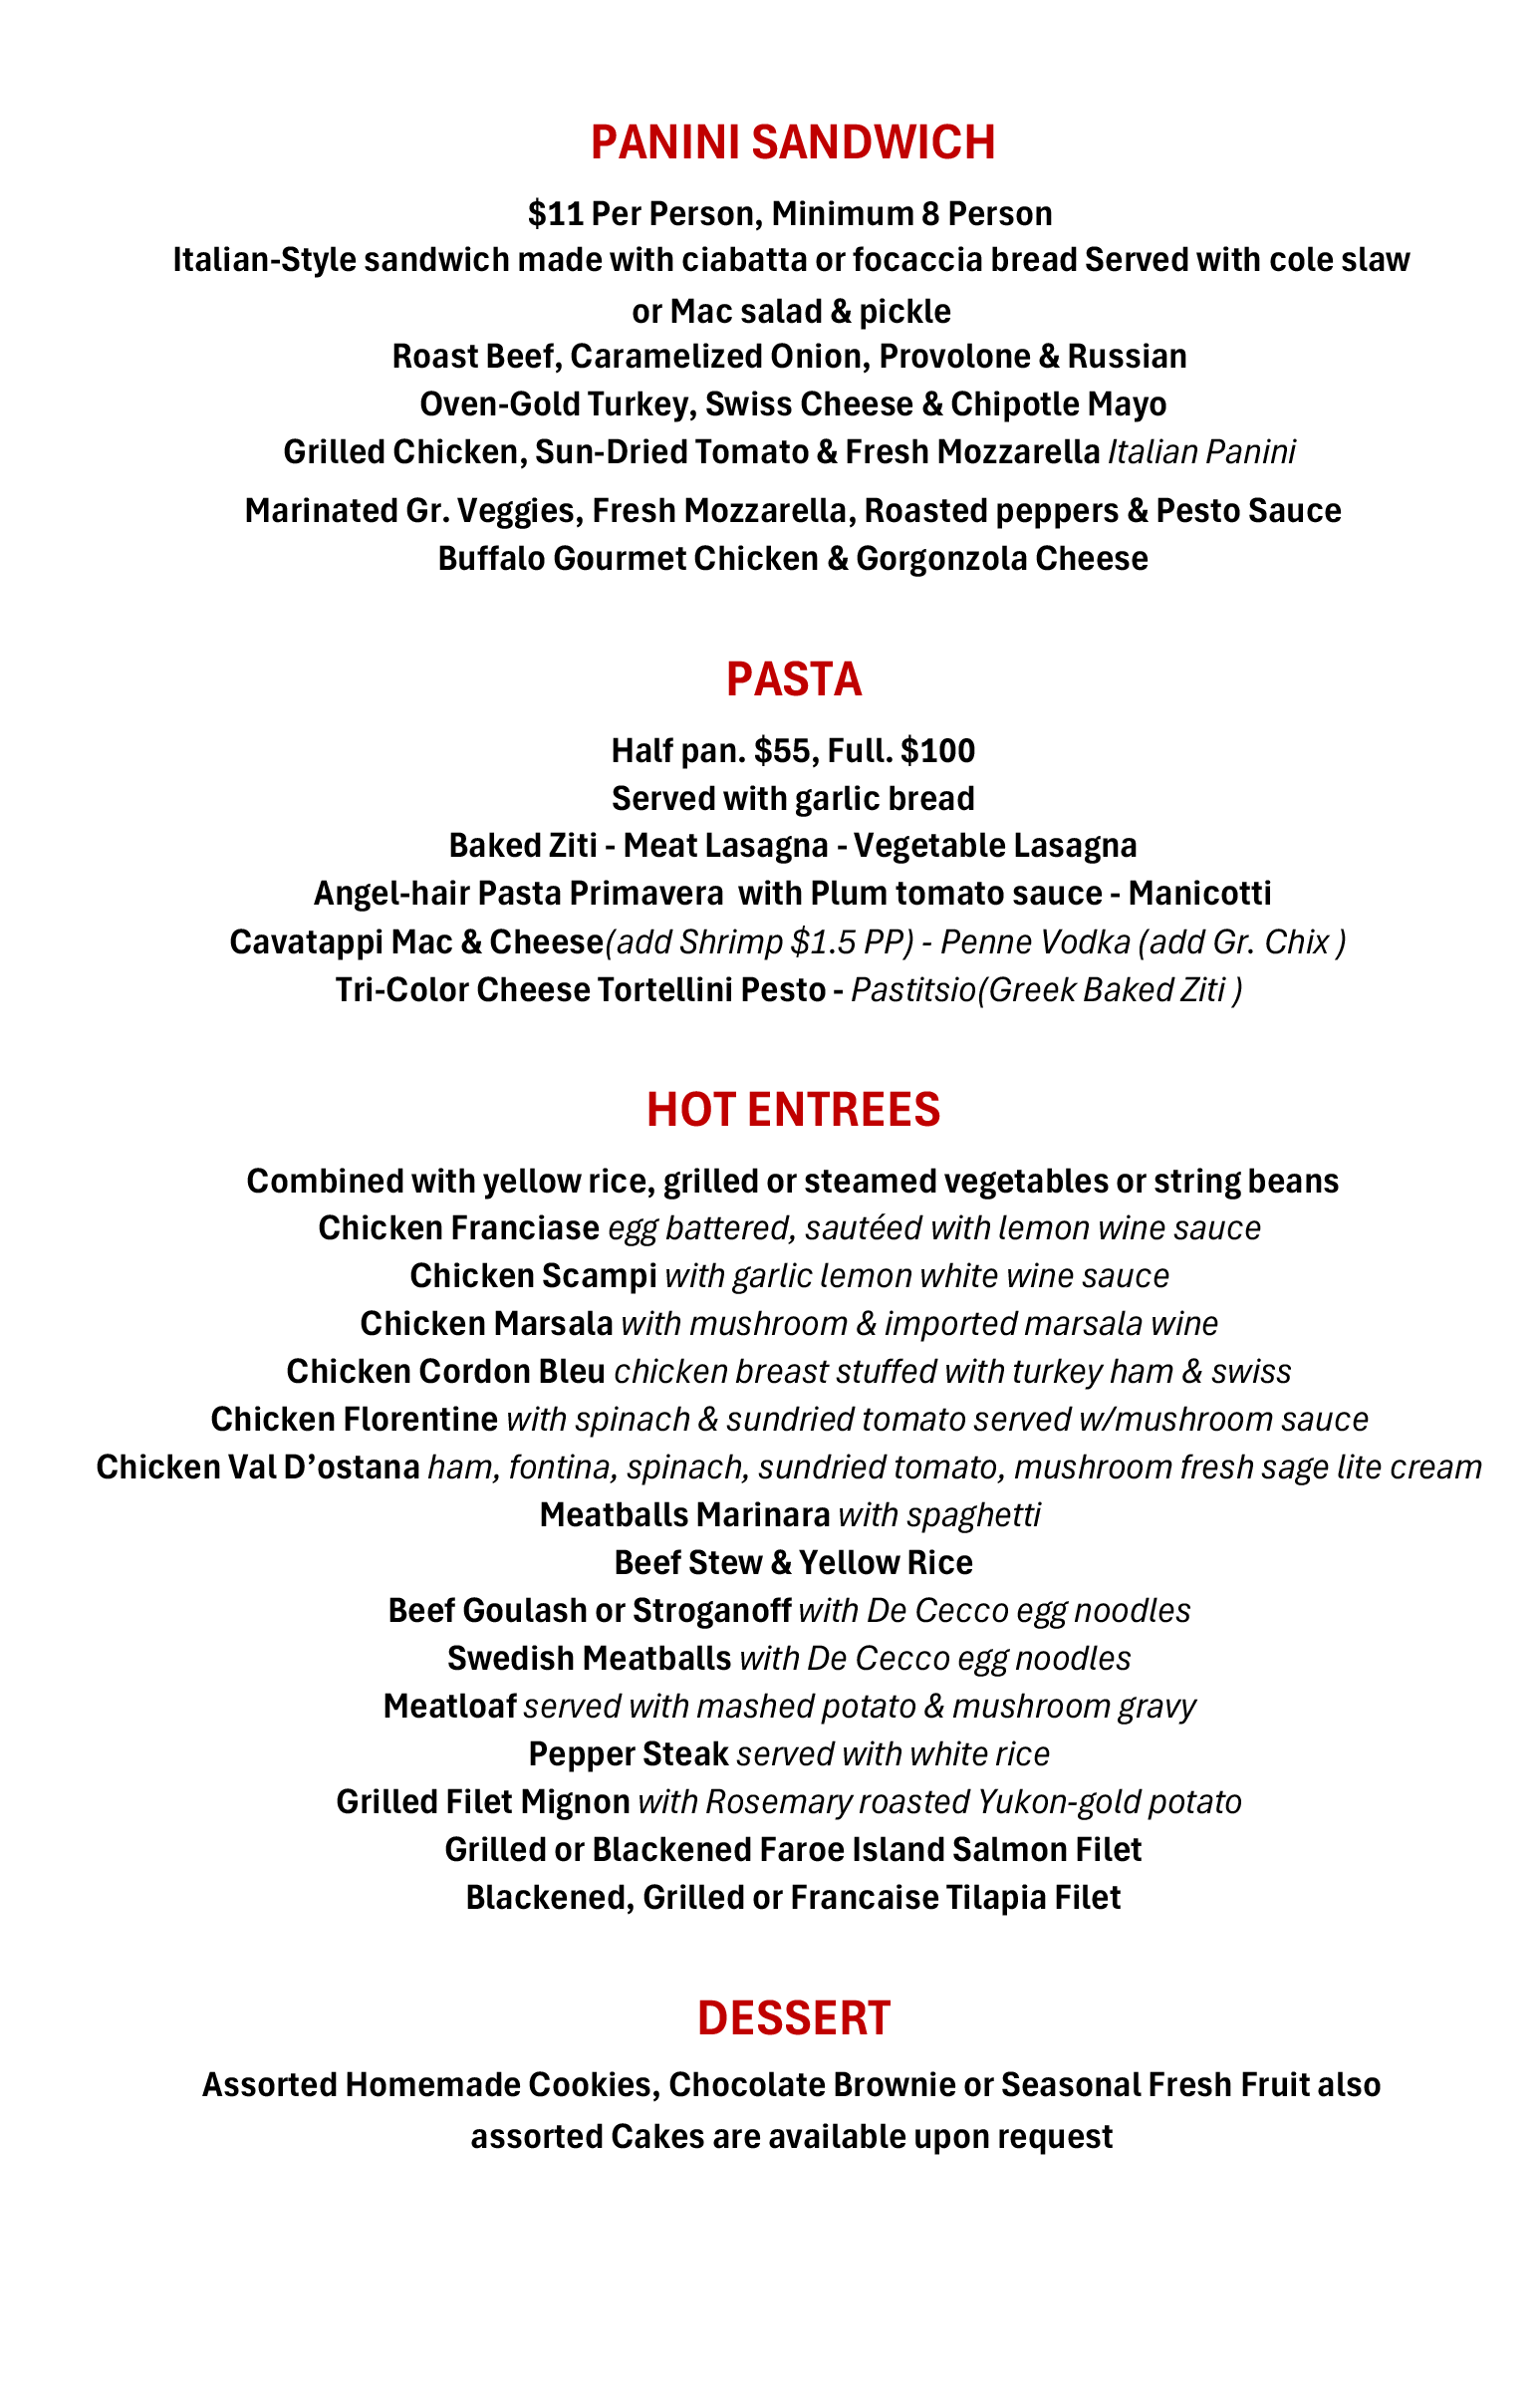 PANINI SANDWICH
$11 Per Person, Minimum 8 Person
Italian-Style sandwich made with ciabatta or focaccia bread Served with cole slaw
or Mac salad & pickle
Roast Beef, Caramelized Onion, Provolone & Russian
Oven-Gold Turkey, Swiss Cheese & Chipotle Mayo
Grilled Chicken, Sun-Dried Tomato & Fresh Mozzarella Italian Panini
Marinated Gr. Veggies, Fresh Mozzarella, Roasted peppers & Pesto Sauce
Buffalo Gourmet Chicken & Gorgonzola Cheese
PASTA
Half pan. $55, Full. $100
Served with garlic bread
Baked Ziti - Meat Lasagna - Vegetable Lasagna
Angel-hair Pasta Primavera  with Plum tomato sauce - Manicotti
Cavatappi Mac & Cheese(add Shrimp $1.5 PP) - Penne Vodka (add Gr. Chix )
Tri-Color Cheese Tortellini Pesto - Pastitsio(Greek Baked Ziti )
HOT ENTREES
Combined with yellow rice, grilled or steamed vegetables or string beans
Chicken Franciase egg battered, sautéed with lemon wine sauce
Chicken Scampi with garlic lemon white wine sauce
Chicken Marsala with mushroom & imported marsala wine
Chicken Cordon Bleu chicken breast stuffed with turkey ham & swiss
Chicken Florentine with spinach & sundried tomato served w/mushroom sauce
Chicken Val D’ostana ham, fontina, spinach, sundried tomato, mushroom fresh sage lite cream
Meatballs Marinara with spaghetti
Beef Stew & Yellow Rice
Beef Goulash or Stroganoff with De Cecco egg noodles
Swedish Meatballs with De Cecco egg noodles
Meatloaf served with mashed potato & mushroom gravy
Pepper Steak served with white rice
Grilled Filet Mignon with Rosemary roasted Yukon-gold potato
Grilled or Blackened Faroe Island Salmon Filet
Blackened, Grilled or Francaise Tilapia Filet
DESSERT
Assorted Homemade Cookies, Chocolate Brownie or Seasonal Fresh Fruit also
assorted Cakes are available upon request